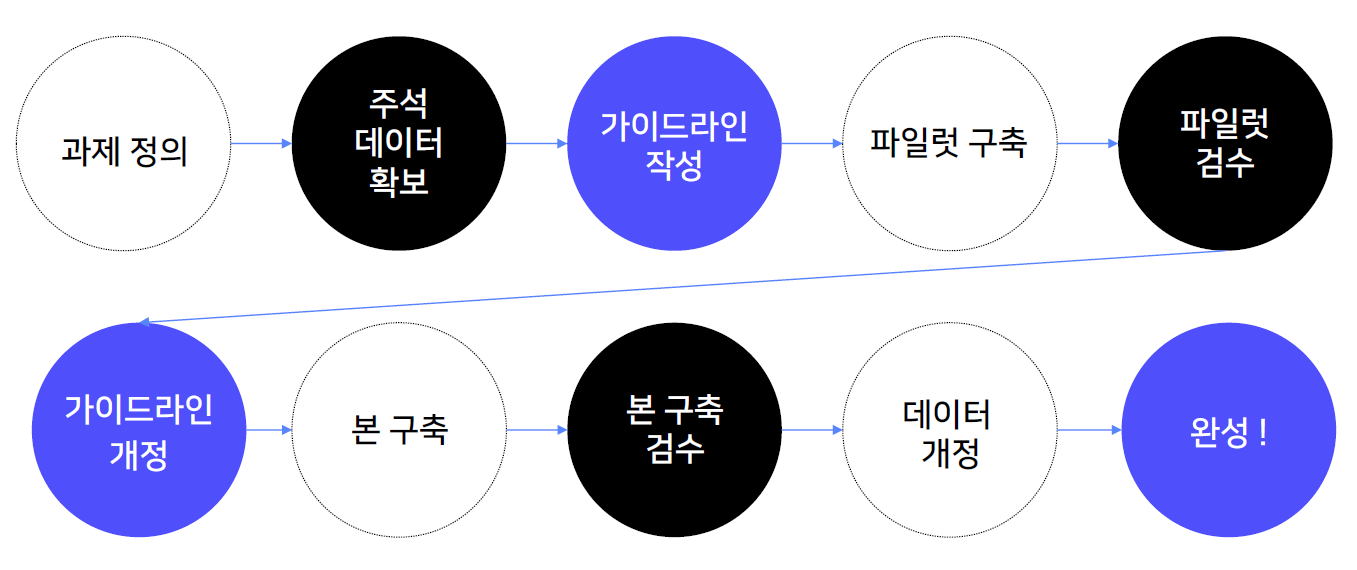 과제 정의
주석
데이터
확보
가이드라인
작성
파일럿 구축
파일럿
검수
가이드라인
개정
본 구축
본 구축
검수
데이터
개정
완성 !